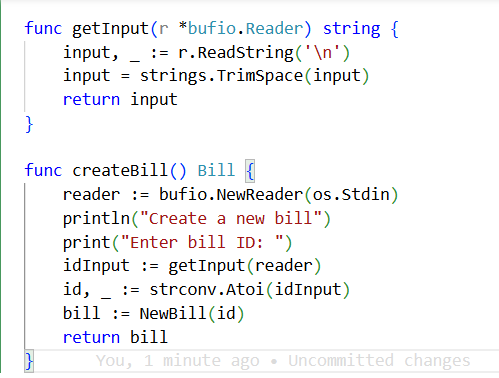 func getInput(r *bufio.Reader) string {
    input, _ := r.ReadString('\n')
    input = strings.TrimSpace(input)
    return input
}

func createBill() Bill {
    reader := bufio.NewReader(os.Stdin)
    println("Create a new bill")
    print("Enter bill ID: ")
    idInput := getInput(reader)
    id, _ := strconv.Atoi(idInput)
    bill := NewBill(id)
    return bill
}    You, 1 minute ago • Uncommitted changes